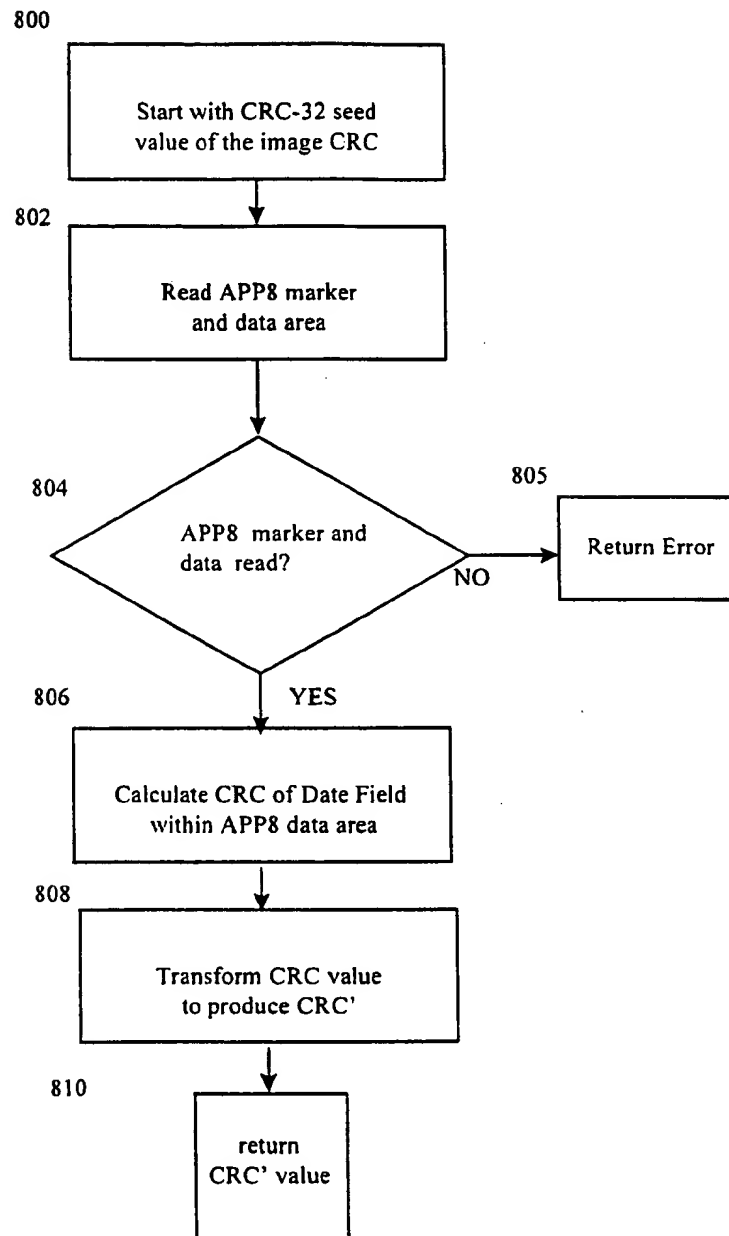 800
Start with CRC-32 seed
value of the image CRC
802
Read APP8 marker
and data area
804
APP8 marker and
data read?
NO
805
Return Error
YES
806
Calculate CRC of Date Field
within APP8 data area
808
Transform CRC value
to produce CRC'
810
return
CRC' value